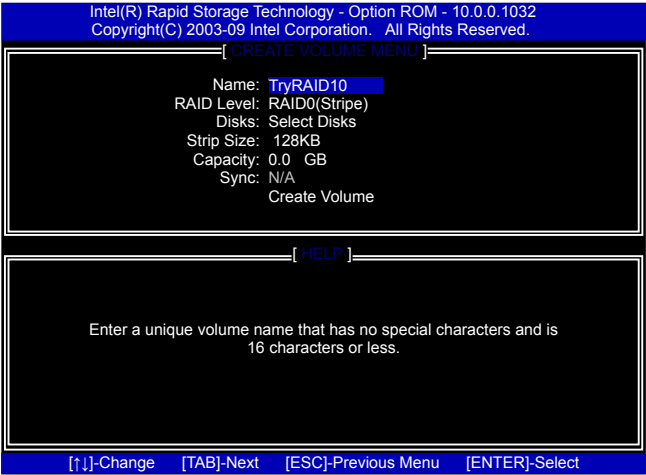 Intel(R) Rapid Storage Technology - Option ROM - 10.0.0.1032
Copyright(C) 2003-09 Intel Corporation. All Rights Reserved.
[ CREATE VOLUME MENU ]
Name: TryRAID10
RAID Level: RAID0(Stripe)
Disks: Select Disks
Strip Size: 128KB
Capacity: 0.0 GB
Sync: N/A
Create Volume
[ HELP ]
Enter a unique volume name that has no special characters and is
16 characters or less.
[↑↓]-Change [TAB]-Next [ESC]-Previous Menu [ENTER]-Select